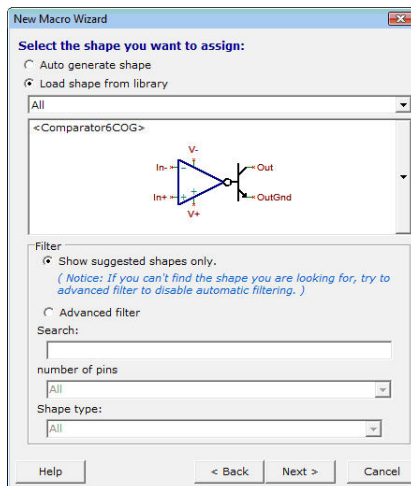 New Macro Wizard
Select the shape you want to assign:
Auto generate shape
Load shape from library
All
<Comparator6COG>
V-
In-
Out
In+
OutGnd
V+
Filter
Show suggested shapes only.
( Notice: If you can't find the shape you are looking for, try to
advanced filter to disable automatic filtering. )
Advanced filter
Search:
number of pins
All
Shape type:
All
Help
< Back
Next >
Cancel